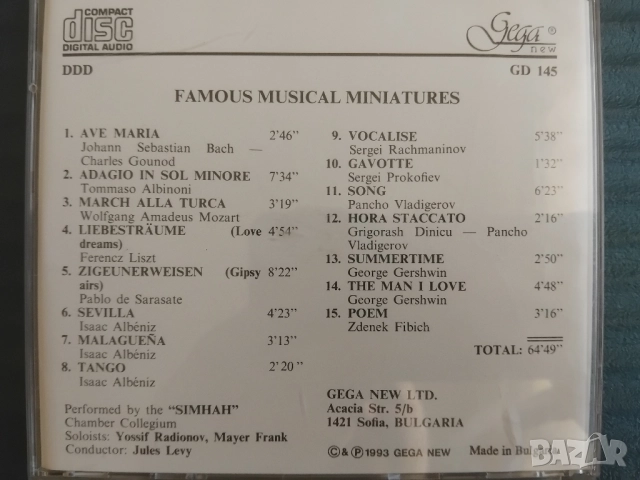 COMPACT
disc
DIGITAL AUDIO
Gega ®
new
DDD
GD 145
FAMOUS MUSICAL MINIATURES
1. AVE MARIA 2'46"
Johann Sebastian Bach —
Charles Gounod
2. ADAGIO IN SOL MINORE 7'34"
Tommaso Albinoni
3. MARCH ALLA TURCA 3'19"
Wolfgang Amadeus Mozart
4. LIEBESTRÄUME (Love 4'54"
dreams)
Ferencz Liszt
5. ZIGEUNERWEISEN (Gipsy 8'22"
airs)
Pablo de Sarasate
6. SEVILLA 4'23"
Isaac Albéniz
7. MALAGUEÑA 3'13"
Isaac Albéniz
8. TANGO 2'20"
Isaac Albéniz
Performed by the "SIMHAH"
Chamber Collegium
Soloists: Yossif Radionov, Mayer Frank
Conductor: Jules Levy
9. VOCALISE 5'38"
Sergei Rachmaninov
10. GAVOTTE 1'32"
Sergei Prokofiev
11. SONG 6'23"
Pancho Vladigerov
12. HORA STACCATO 2'16"
Grigorash Dinicu — Pancho
Vladigerov
13. SUMMERTIME 2'50"
George Gershwin
14. THE MAN I LOVE 4'48"
George Gershwin
15. POEM 3'16"
Zdenek Fibich
TOTAL: 64'49"
GEGA NEW LTD.
Acacia Str. 5/b
1421 Sofia, BULGARIA
© & ℗ 1993 GEGA NEW
Made in Bulgaria
BAZAR